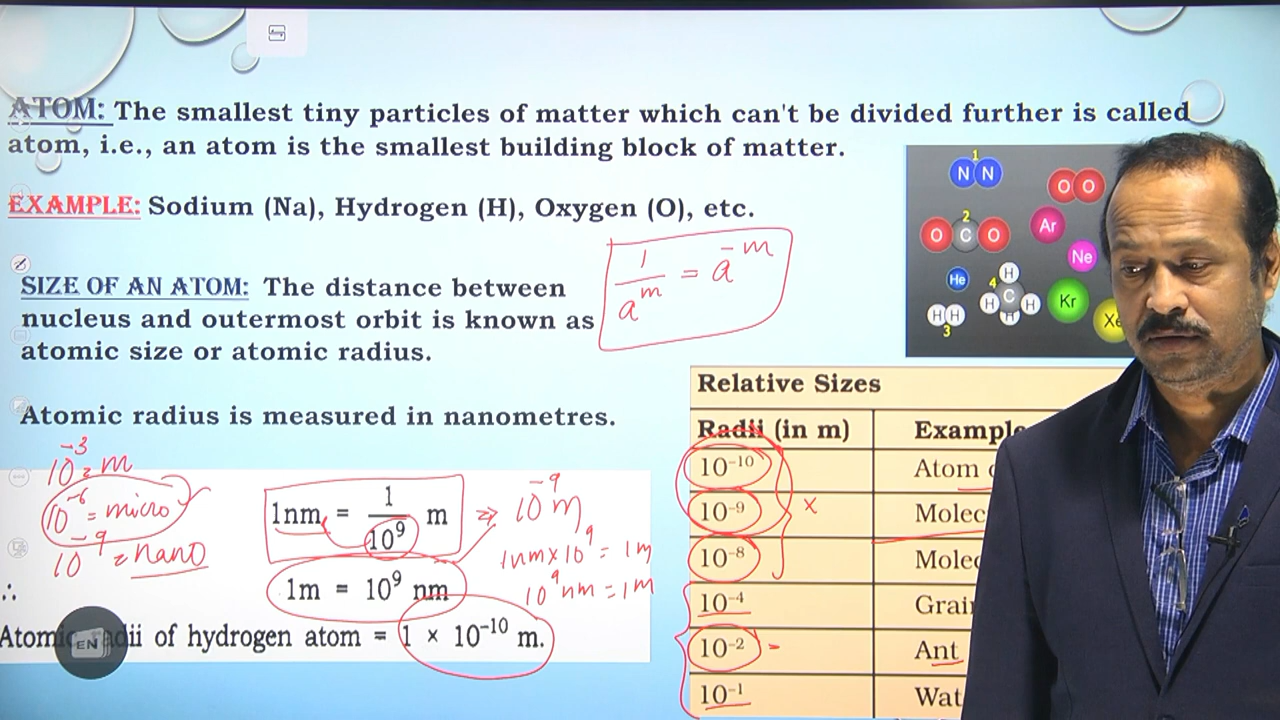 ATOM: The smallest tiny particles of matter which can't be divided further is called
atom, i.e., an atom is the smallest building block of matter.
EXAMPLE: Sodium (Na), Hydrogen (H), Oxygen (O), etc.
1/a^m = a^-m
SIZE OF AN ATOM: The distance between
nucleus and outermost orbit is known as
atomic size or atomic radius.
Atomic radius is measured in nanometres.
10^-3 = m
10^-6 = micro
10^-9 = nano
1nm = 1/10^9 m ⇒ 10^-9 m
1nm × 10^9 = 1m
10^9 nm = 1m
1m = 10^9 nm
∴
radii of hydrogen atom = 1 × 10^-10 m.
EN
1
N N
O O
2
O C O
Ar
Ne
He
4
H
H C H
H
Kr
Xe
H H
3
Relative Sizes
Radii (in m) Example
10^-10 Atom
10^-9 Molec
10^-8 Molec
x
10^-4 Grai
10^-2 Ant
10^-1 Wat